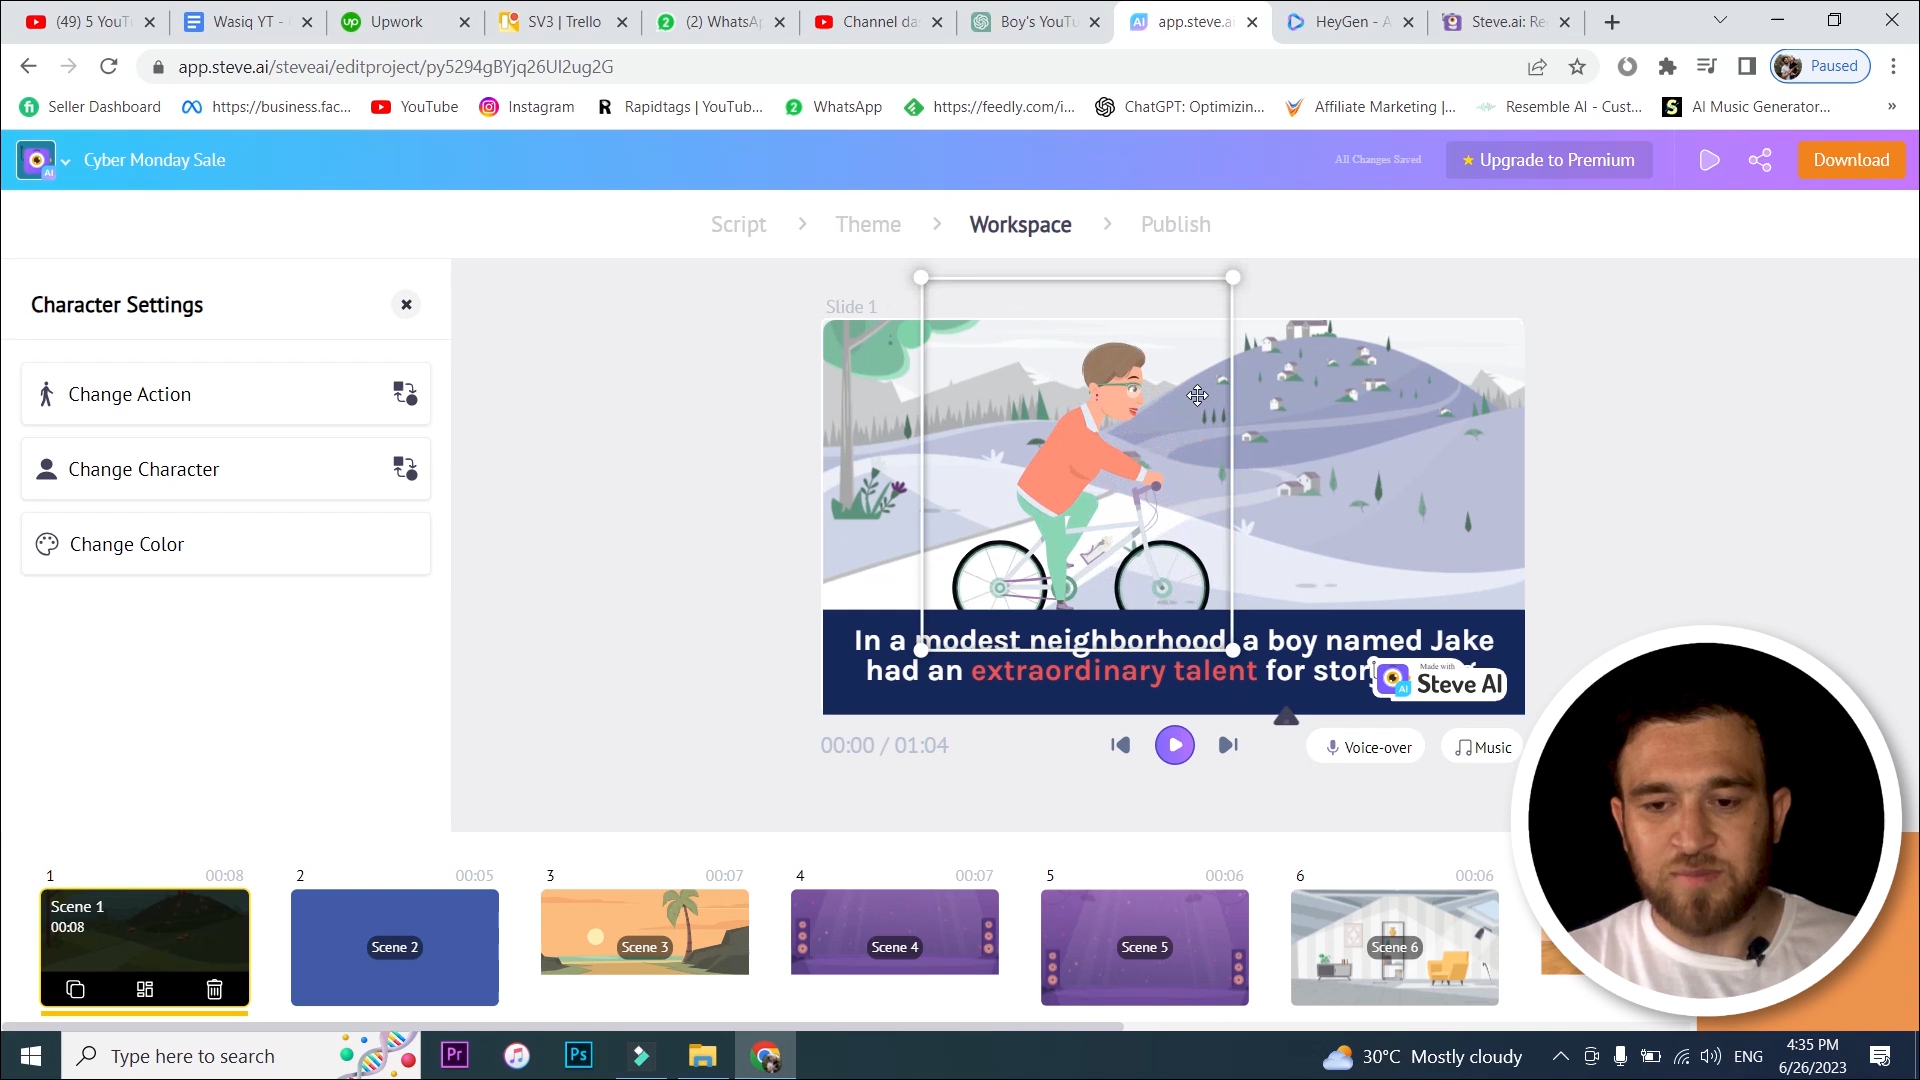 (49) 5 YouT
Wasiq YT -
Upwork
SV3 | Trello
(2) WhatsA
Channel da
Boy's YouTu
app.steve.ai
HeyGen - A
Steve.ai: Re
app.steve.ai/steveai/editproject/py5294gBYjq26Ul2ug2G
Paused
Seller Dashboard
https://business.fac...
YouTube
Instagram
Rapidtags | YouTub...
WhatsApp
https://feedly.com/i...
ChatGPT: Optimizin...
Affiliate Marketing |...
Resemble AI - Cust...
AI Music Generator...
»
Cyber Monday Sale
All Changes Saved
Upgrade to Premium
Download
Script > Theme > Workspace > Publish
Character Settings
Change Action
Change Character
Change Color
Slide 1
In a modest neighborhood, a boy named Jake
had an extraordinary talent for
Made with
Steve AI
00:00 / 01:04
Voice-over
Music
1 00:08
2 00:05
3 00:07
4 00:07
5 00:06
6 00:06
Scene 1
00:08
Scene 2
Scene 3
Scene 4
Scene 5
Scene 6
Type here to search
Pr
Ps
30°C Mostly cloudy
ENG
4:35 PM
6/26/2023